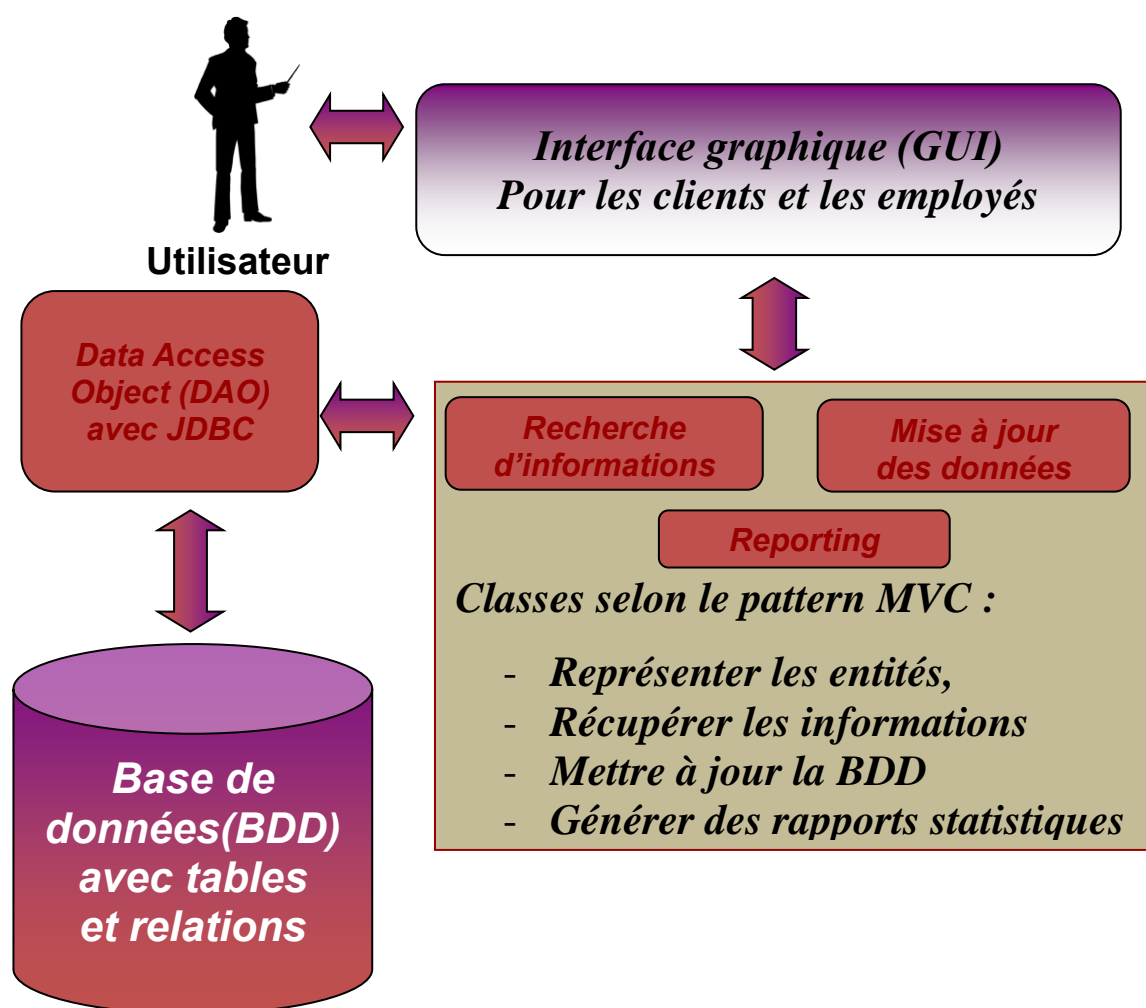 Interface graphique (GUI)
Pour les clients et les employés
Utilisateur
Data Access
Object (DAO)
avec JDBC
Recherche
d’informations
Mise à jour
des données
Reporting
Classes selon le pattern MVC :
- Représenter les entités,
- Récupérer les informations
- Mettre à jour la BDD
- Générer des rapports statistiques
Base de
données(BDD)
avec tables
et relations